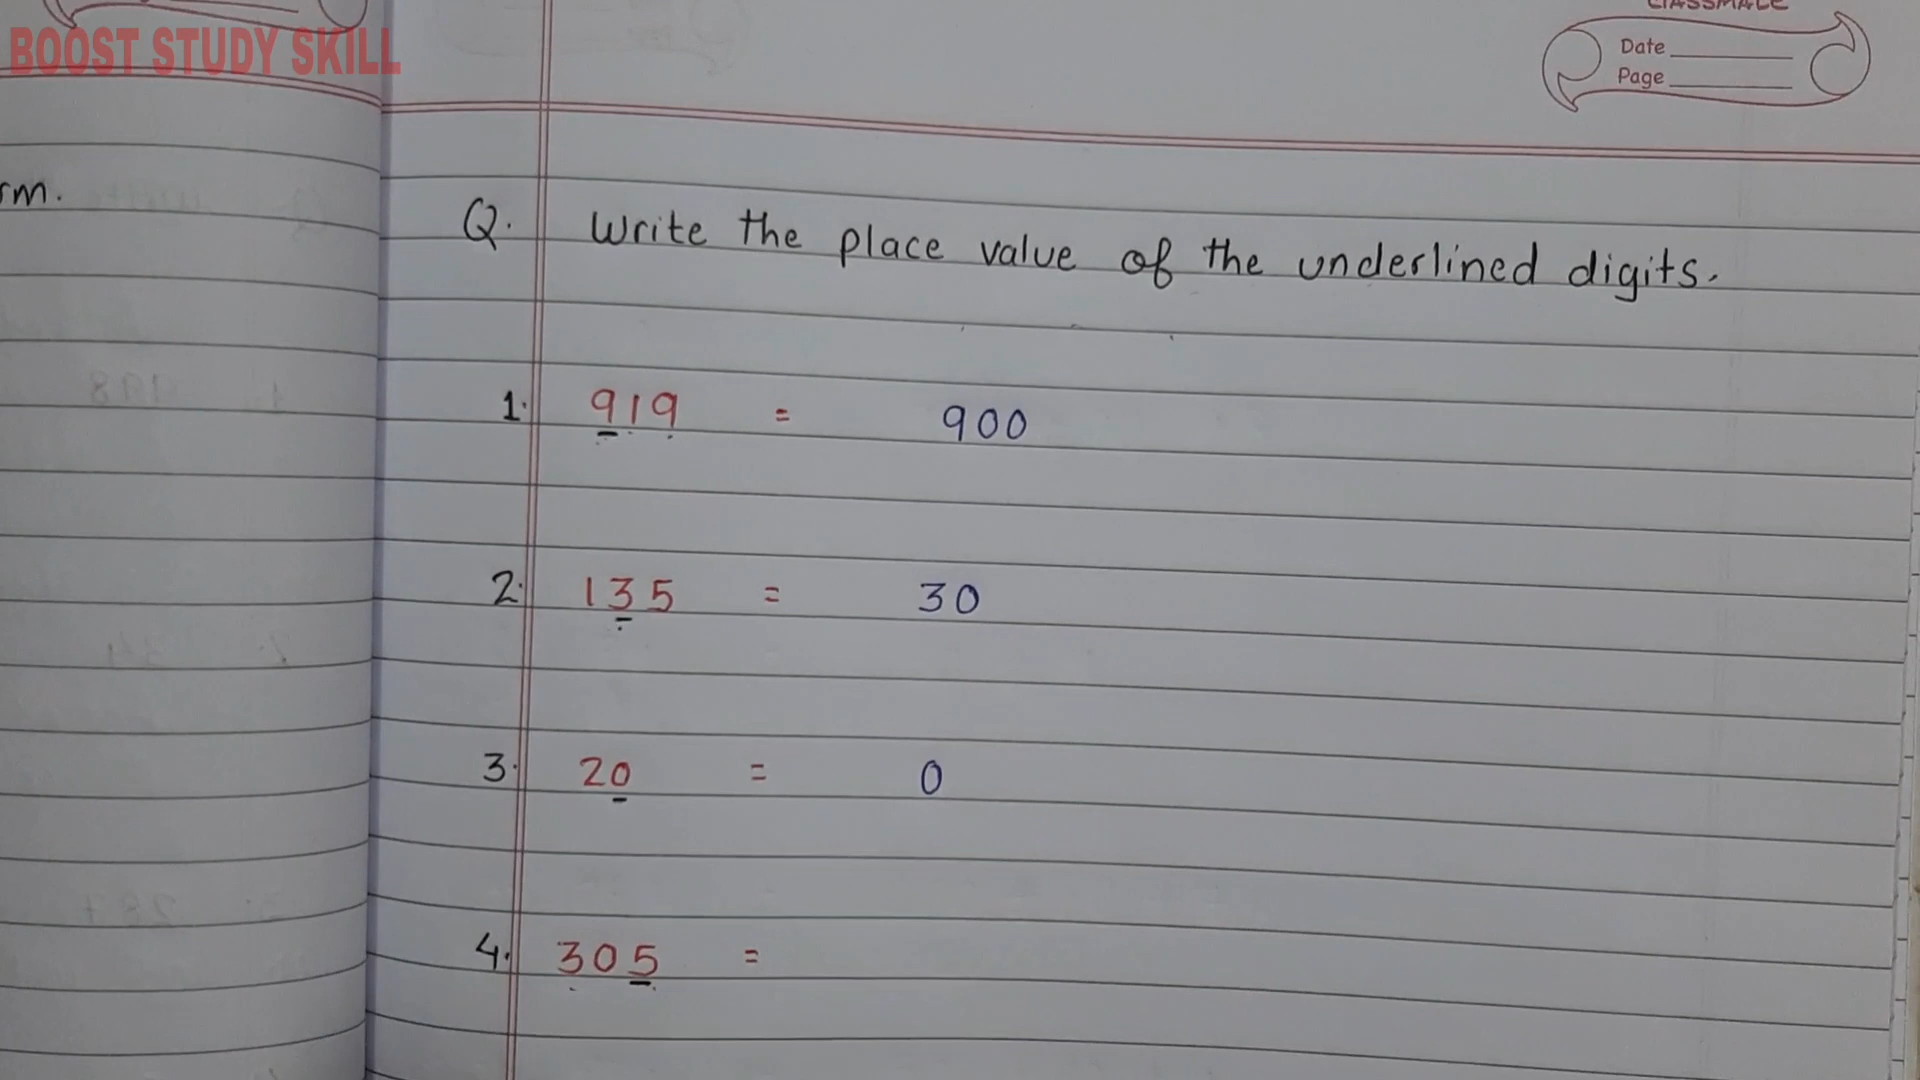 BOOST STUDY SKILL
Date
Page
rm.
Q. Write the place value of the underlined digits.
1. 919 = 900
2. 135 = 30
3. 20 = 0
4. 305 =